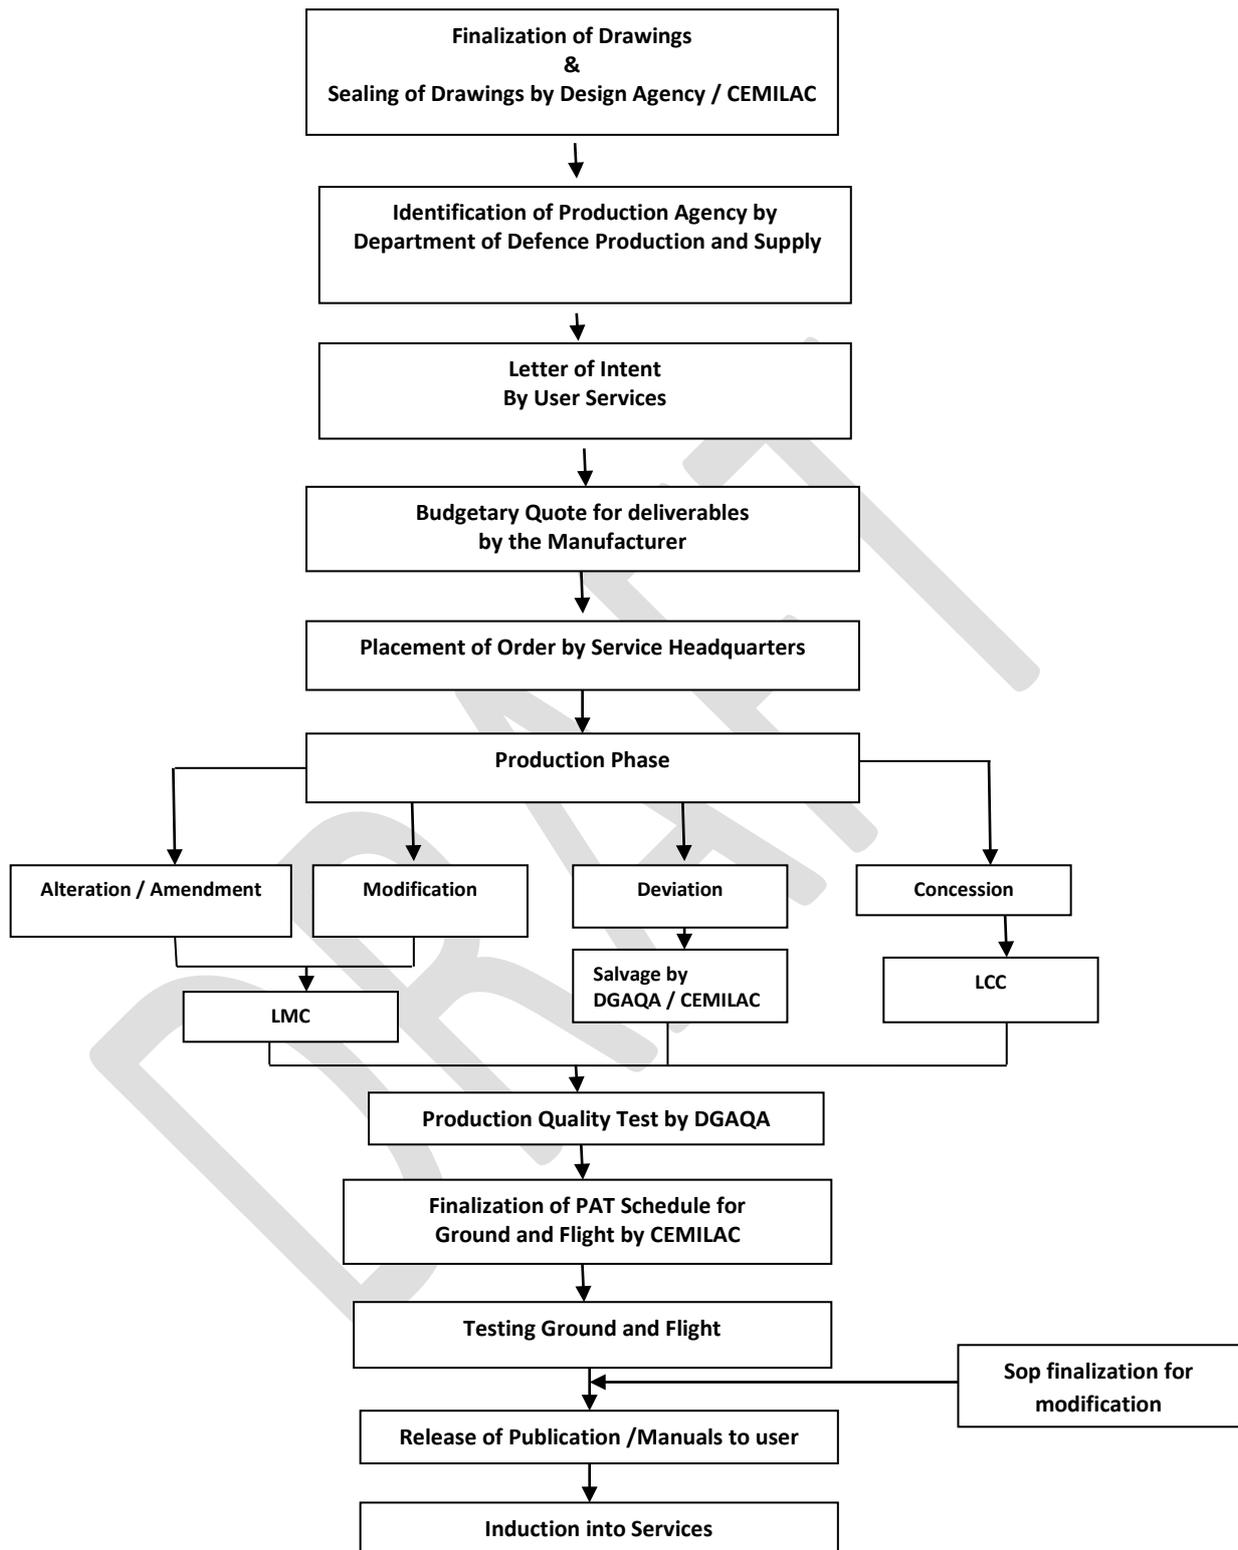 Finalization of Drawings
&
Sealing of Drawings by Design Agency / CEMILAC
Identification of Production Agency by
Department of Defence Production and Supply
Letter of Intent
By User Services
Budgetary Quote for deliverables
by the Manufacturer
Placement of Order by Service Headquarters
Production Phase
Alteration / Amendment
Modification
Deviation
Concession
Salvage by
DGAQA / CEMILAC
LCC
LMC
Production Quality Test by DGAQA
Finalization of PAT Schedule for
Ground and Flight by CEMILAC
Testing Ground and Flight
Sop finalization for
modification
Release of Publication /Manuals to user
Induction into Services
DRAFT